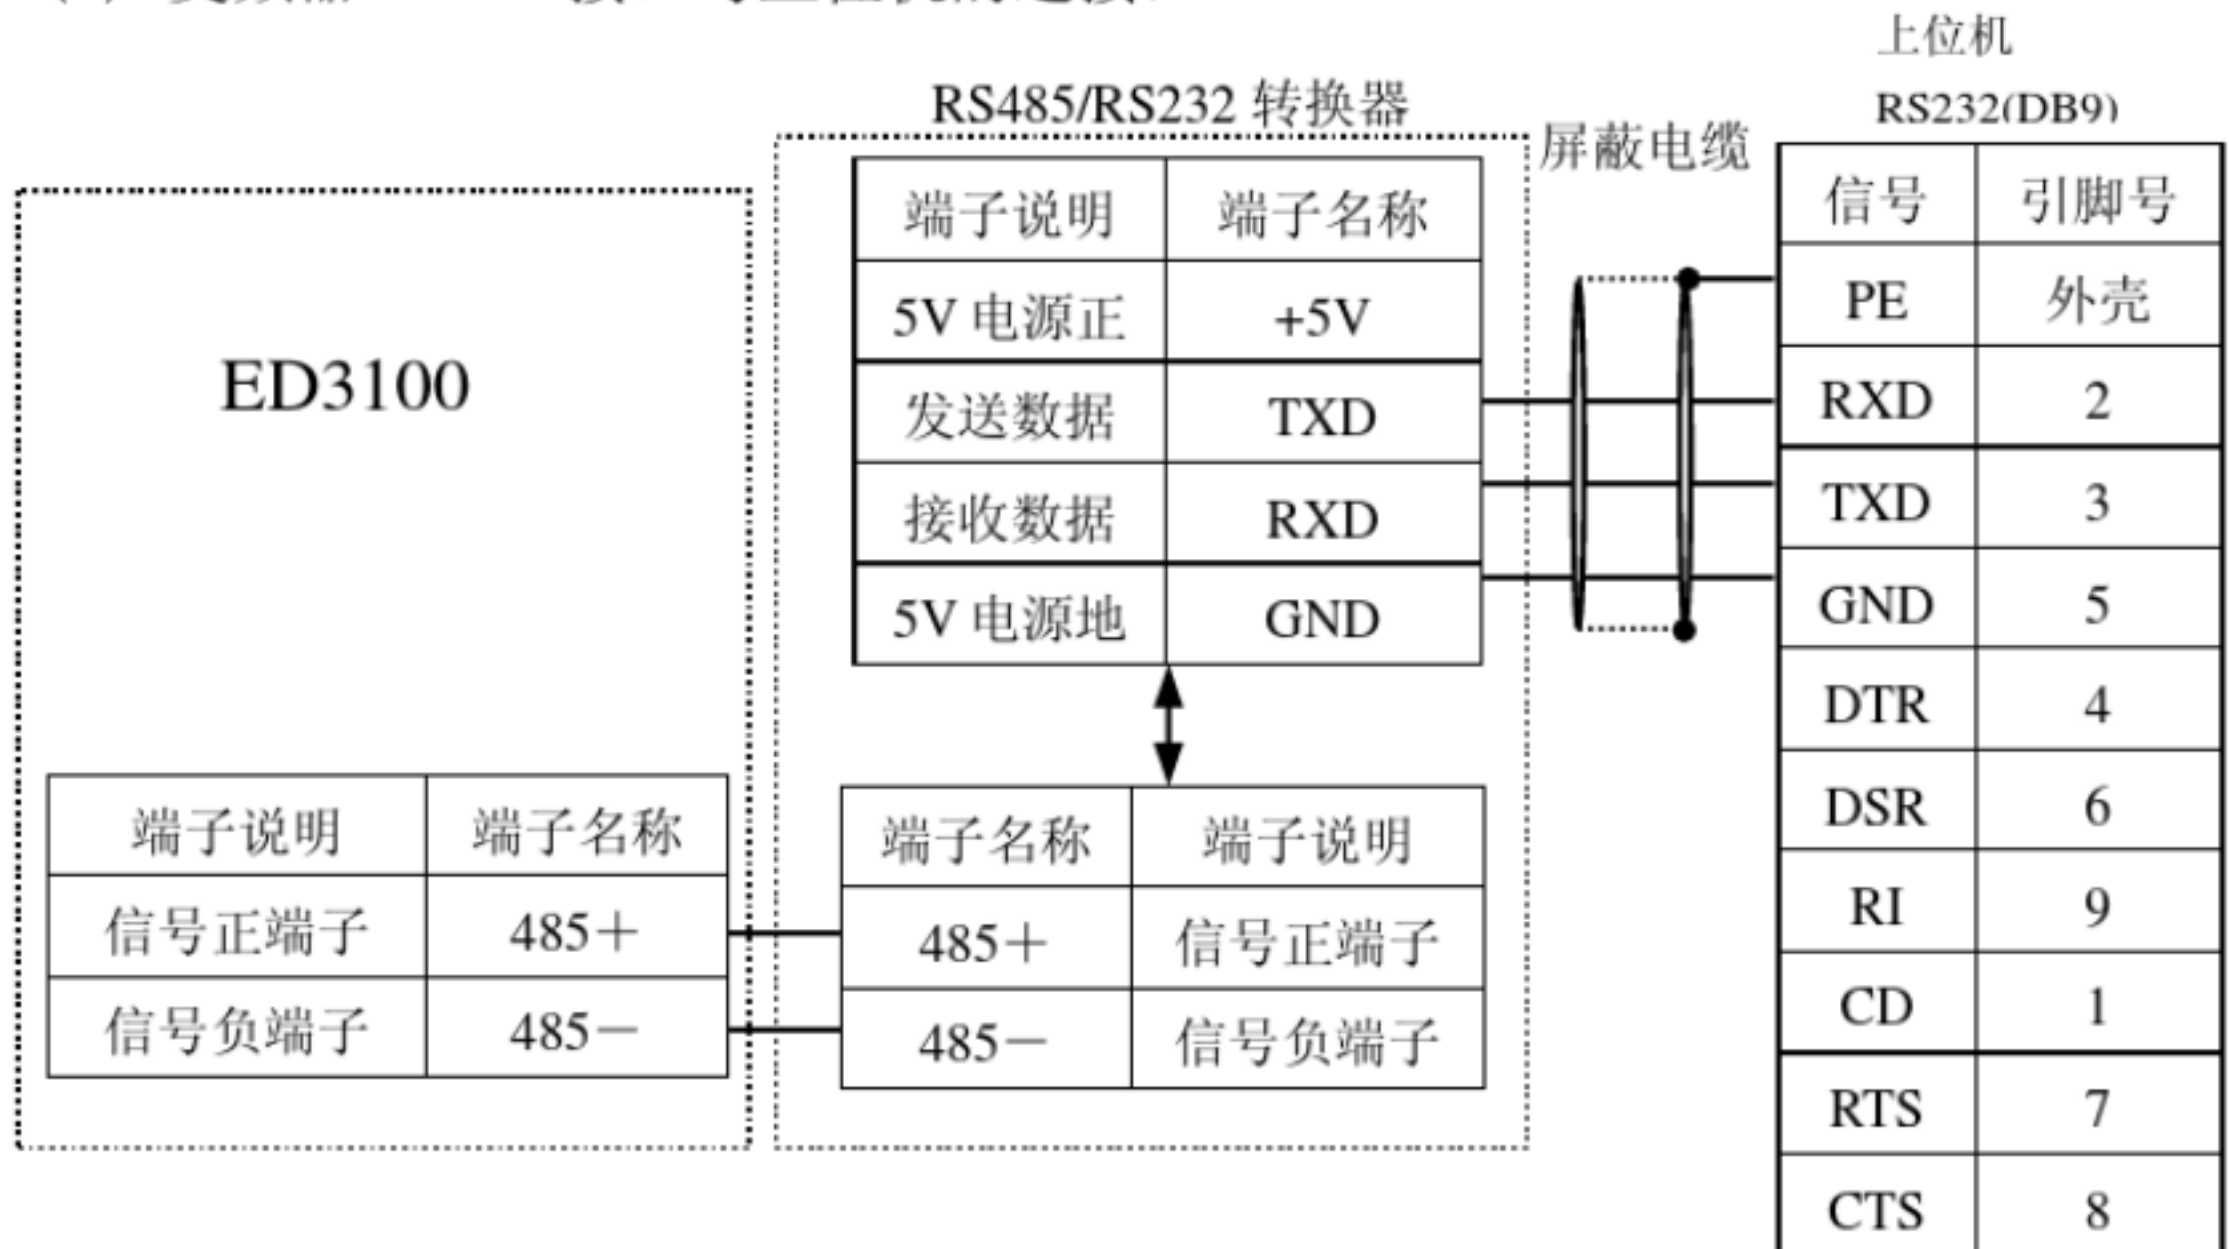 上位机
RS232(DB9)
RS485/RS232 转换器
屏蔽电缆
端子说明 端子名称
5V 电源正 +5V
发送数据 TXD
接收数据 RXD
5V 电源地 GND
ED3100
端子说明 端子名称
信号正端子 485＋
信号负端子 485－
端子名称 端子说明
485＋ 信号正端子
485－ 信号负端子
信号 引脚号
PE 外壳
RXD 2
TXD 3
GND 5
DTR 4
DSR 6
RI 9
CD 1
RTS 7
CTS 8